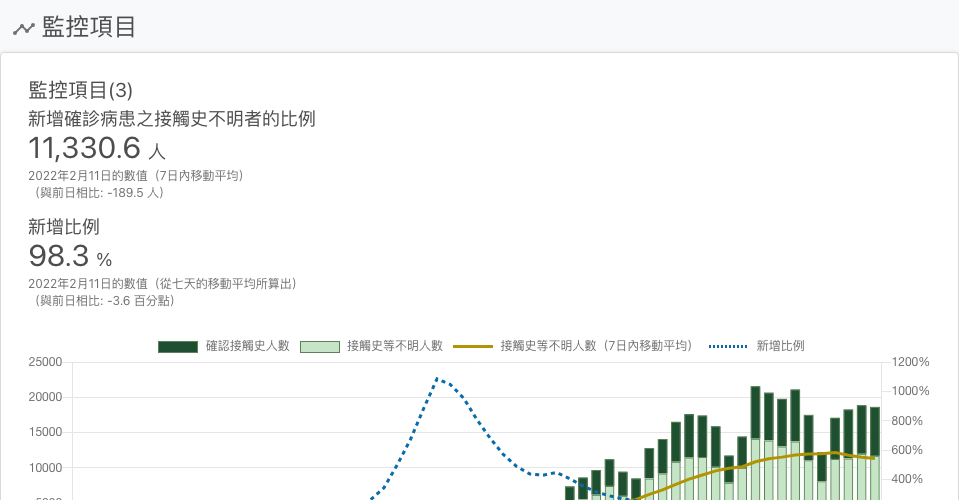 監控項目
監控項目(3)
新增確診病患之接觸史不明者的比例
11,330.6 人
2022年2月11日的數值（7日內移動平均）
（與前日相比: -189.5 人）
新增比例
98.3 %
2022年2月11日的數值（從七天的移動平均所算出）
（與前日相比: -3.6 百分點）
確認接觸史人數 接觸史等不明人數 接觸史等不明人數（7日內移動平均） 新增比例
25000 1200%
20000 1000%
15000 800%
10000 600%
400%